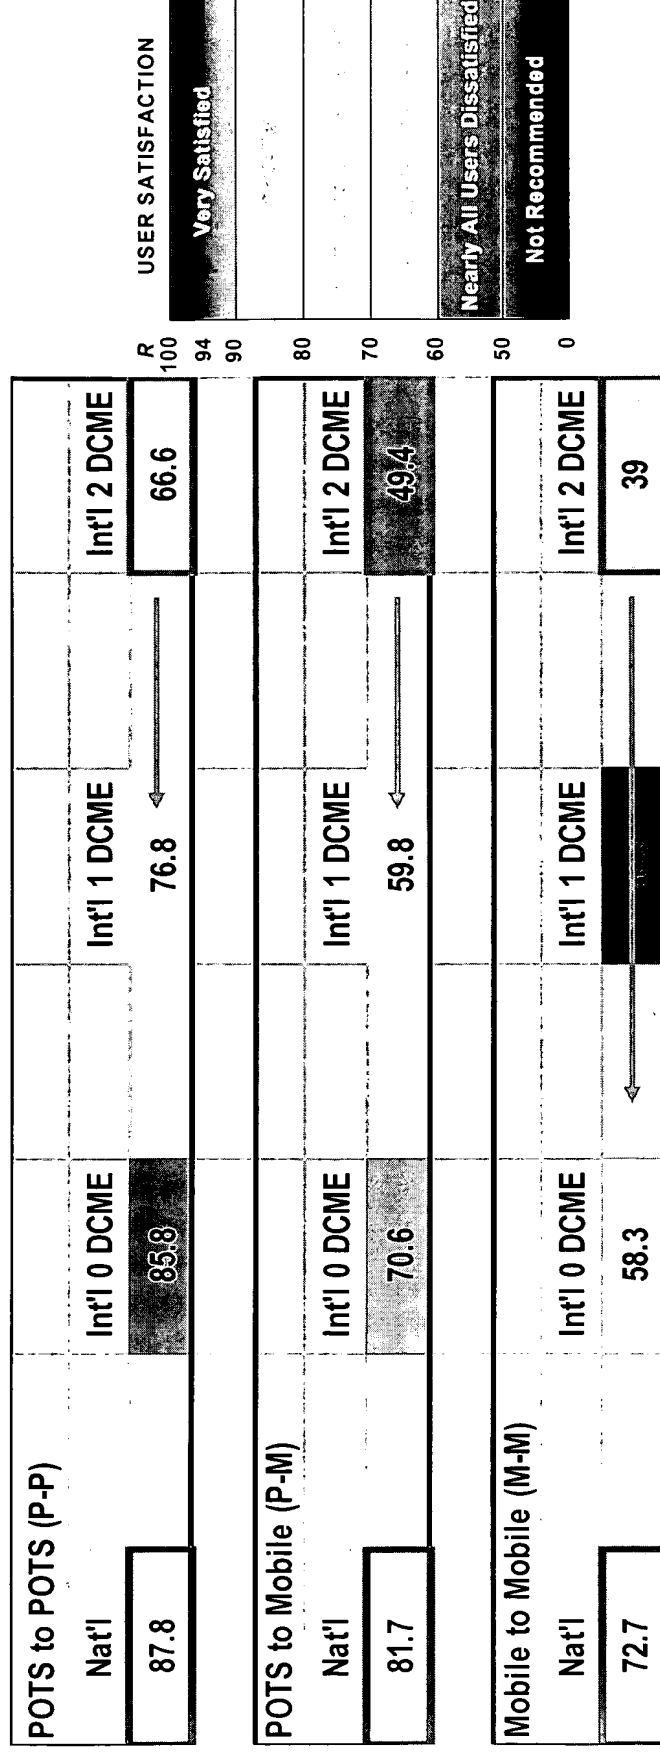 POTS to POTS (P-P)
Nat'l Int'l 0 DCME Int'l 1 DCME Int'l 2 DCME
87.8 85.8 76.8 66.6
POTS to Mobile (P-M)
Nat'l Int'l 0 DCME Int'l 1 DCME Int'l 2 DCME
81.7 70.6 59.8 49.4
Mobile to Mobile (M-M)
Nat'l Int'l 0 DCME Int'l 1 DCME Int'l 2 DCME
72.7 58.3 39
R USER SATISFACTION
100
94
Very Satisfied
90
80
70
60
Nearly All Users Dissatisfied
50
Not Recommended
0